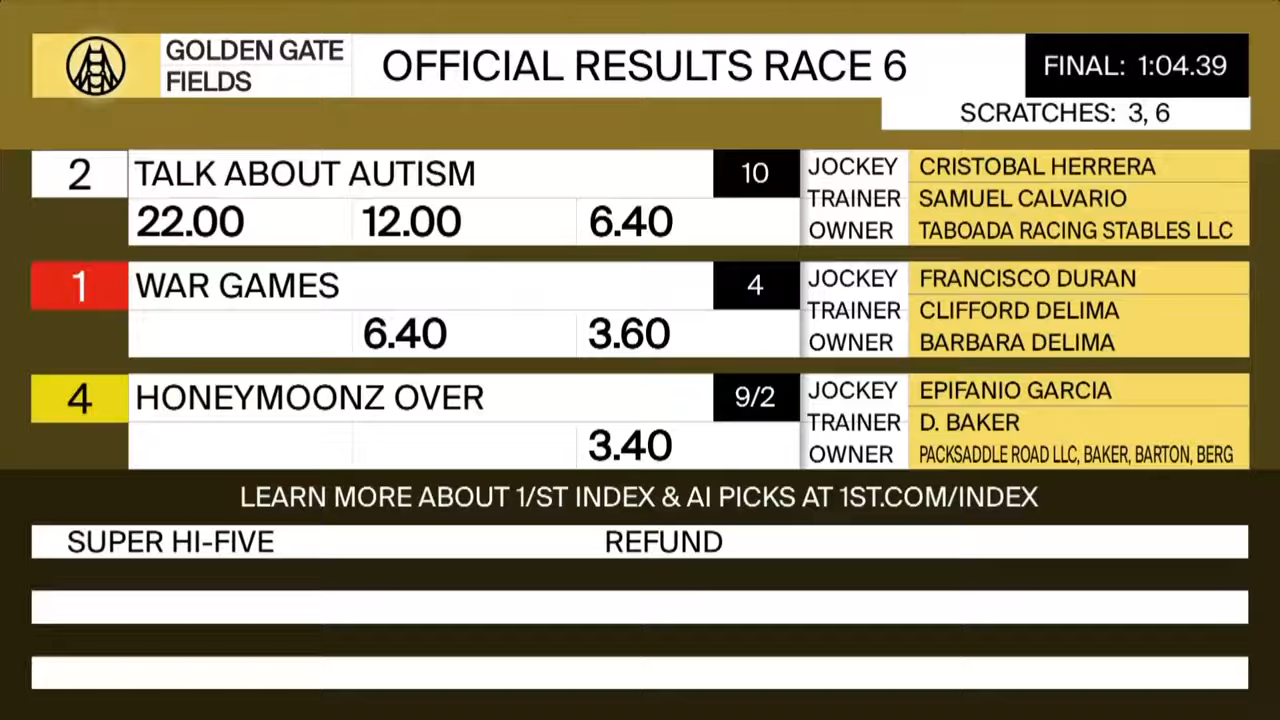 GOLDEN GATE
FIELDS
OFFICIAL RESULTS RACE 6
FINAL: 1:04.39
SCRATCHES: 3, 6
2 TALK ABOUT AUTISM 10
22.00 12.00 6.40
JOCKEY CRISTOBAL HERRERA
TRAINER SAMUEL CALVARIO
OWNER TABOADA RACING STABLES LLC
1 WAR GAMES 4
6.40 3.60
JOCKEY FRANCISCO DURAN
TRAINER CLIFFORD DELIMA
OWNER BARBARA DELIMA
4 HONEYMOONZ OVER 9/2
3.40
JOCKEY EPIFANIO GARCIA
TRAINER D. BAKER
OWNER PACKSADDLE ROAD LLC, BAKER, BARTON, BERG
LEARN MORE ABOUT 1/ST INDEX & AI PICKS AT 1ST.COM/INDEX
SUPER HI-FIVE REFUND